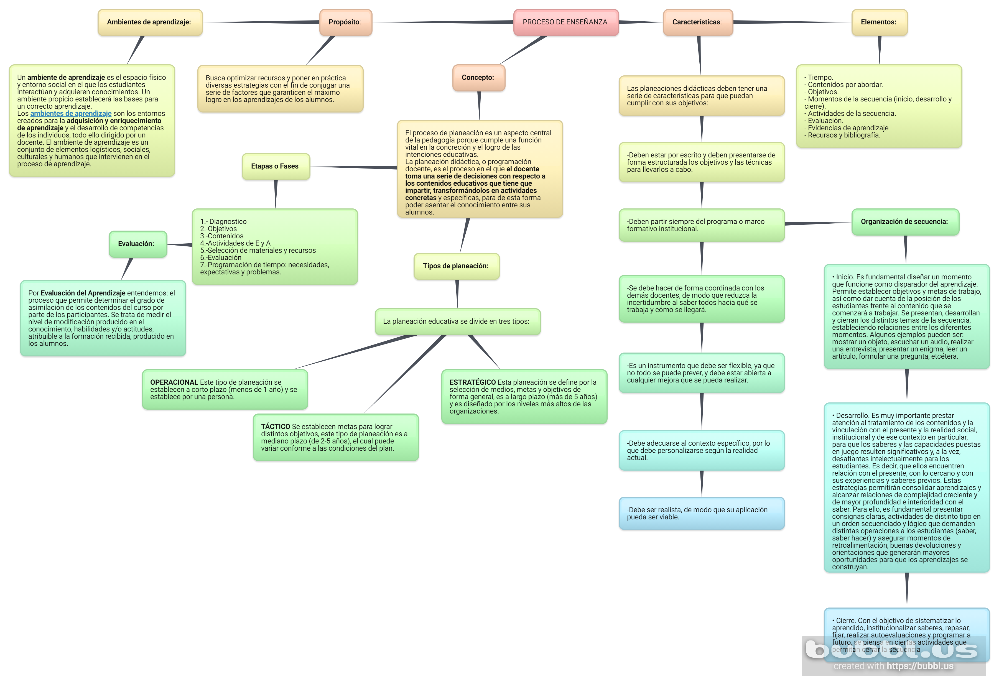 Ambientes de aprendizaje:
Propósito:
PROCESO DE ENSEÑANZA
Características:
Elementos:
Un ambiente de aprendizaje es el espacio físico
y entorno social en el que los estudiantes
interactúan y adquieren conocimientos. Un
ambiente propicio establecerá las bases para
un correcto aprendizaje.
Los ambientes de aprendizaje son los entornos
creados para la adquisición y enriquecimiento
de aprendizaje y el desarrollo de competencias
de los individuos, todo ello dirigido por un
docente. El ambiente de aprendizaje es un
conjunto de elementos logísticos, sociales,
culturales y humanos que intervienen en el
proceso de aprendizaje.
Busca optimizar recursos y poner en práctica
diversas estrategias con el fin de conjugar una
serie de factores que garanticen el máximo
logro en los aprendizajes de los alumnos.
Concepto:
El proceso de planeación es un aspecto central
de la pedagogía porque cumple una función
vital en la concreción y el logro de las
intenciones educativas.
La planeación didáctica, o programación
docente, es el proceso en el que el docente
toma una serie de decisiones con respecto a
los contenidos educativos que tiene que
impartir, transformándolos en actividades
concretas y específicas, para de esta forma
poder asentar el conocimiento entre sus
alumnos.
Etapas o Fases
1.- Diagnostico
2.-Objetivos
3.-Contenidos
4.-Actividades de E y A
5.-Selección de materiales y recursos
6.-Evaluación
7.-Programación de tiempo: necesidades,
expectativas y problemas.
Evaluación:
Por Evaluación del Aprendizaje entendemos: el
proceso que permite determinar el grado de
asimilación de los contenidos del curso por
parte de los participantes. Se trata de medir el
nivel de modificación producido en el
conocimiento, habilidades y/o actitudes,
atribuible a la formación recibida, producido en
los alumnos.
Tipos de planeación:
La planeación educativa se divide en tres tipos:
OPERACIONAL Este tipo de planeación se
establecen a corto plazo (menos de 1 año) y se
establece por una persona.
TÁCTICO Se establecen metas para lograr
distintos objetivos, este tipo de planeación es a
mediano plazo (de 2-5 años), el cual puede
variar conforme a las condiciones del plan.
ESTRATÉGICO Esta planeación se define por la
selección de medios, metas y objetivos de
forma general, es a largo plazo (más de 5 años)
y es diseñado por los niveles más altos de las
organizaciones.
Las planeaciones didácticas deben tener una
serie de características para que puedan
cumplir con sus objetivos:
-Deben estar por escrito y deben presentarse de
forma estructurada los objetivos y las técnicas
para llevarlos a cabo.
-Deben partir siempre del programa o marco
formativo institucional.
-Se debe hacer de forma coordinada con los
demás docentes, de modo que reduzca la
incertidumbre al saber todos hacia qué se
trabaja y cómo se llegará.
-Es un instrumento que debe ser flexible, ya que
no todo se puede prever, y debe estar abierta a
cualquier mejora que se pueda realizar.
-Debe adecuarse al contexto específico, por lo
que debe personalizarse según la realidad
actual.
-Debe ser realista, de modo que su aplicación
pueda ser viable.
- Tiempo.
- Contenidos por abordar.
- Objetivos.
- Momentos de la secuencia (inicio, desarrollo y
cierre).
- Actividades de la secuencia.
- Evaluación.
- Evidencias de aprendizaje
- Recursos y bibliografía.
Organización de secuencia:
• Inicio. Es fundamental diseñar un momento
que funcione como disparador del aprendizaje.
Permite establecer objetivos y metas de trabajo,
así como dar cuenta de la posición de los
estudiantes frente al contenido que se
comenzará a trabajar. Se presentan, desarrollan
y cierran los distintos temas de la secuencia,
estableciendo relaciones entre los diferentes
momentos. Algunos ejemplos pueden ser:
mostrar un objeto, escuchar un audio, realizar
una entrevista, presentar un enigma, leer un
artículo, formular una pregunta, etcétera.
• Desarrollo. Es muy importante prestar
atención al tratamiento de los contenidos y la
vinculación con el presente y la realidad social,
institucional y de ese contexto en particular,
para que los saberes y las capacidades puestas
en juego resulten significativos y, a la vez,
desafiantes intelectualmente para los
estudiantes. Es decir, que ellos encuentren
relación con el presente, con lo cercano y con
sus experiencias y saberes previos. Estas
estrategias permitirán consolidar aprendizajes y
alcanzar relaciones de complejidad creciente y
de mayor profundidad e interioridad con el
saber. Para ello, es fundamental presentar
consignas claras, actividades de distinto tipo en
un orden secuenciado y lógico que demanden
distintas operaciones a los estudiantes (saber,
saber hacer) y asegurar momentos de
retroalimentación, buenas devoluciones y
orientaciones que generarán mayores
oportunidades para que los aprendizajes se
construyan.
• Cierre. Con el objetivo de sistematizar lo
aprendido, institucionalizar saberes, repasar,
fijar, realizar autoevaluaciones y programar a
futuro, se piensa en ciertas actividades que
permitan cerrar la secuencia
bubbl.us
created with https://bubbl.us